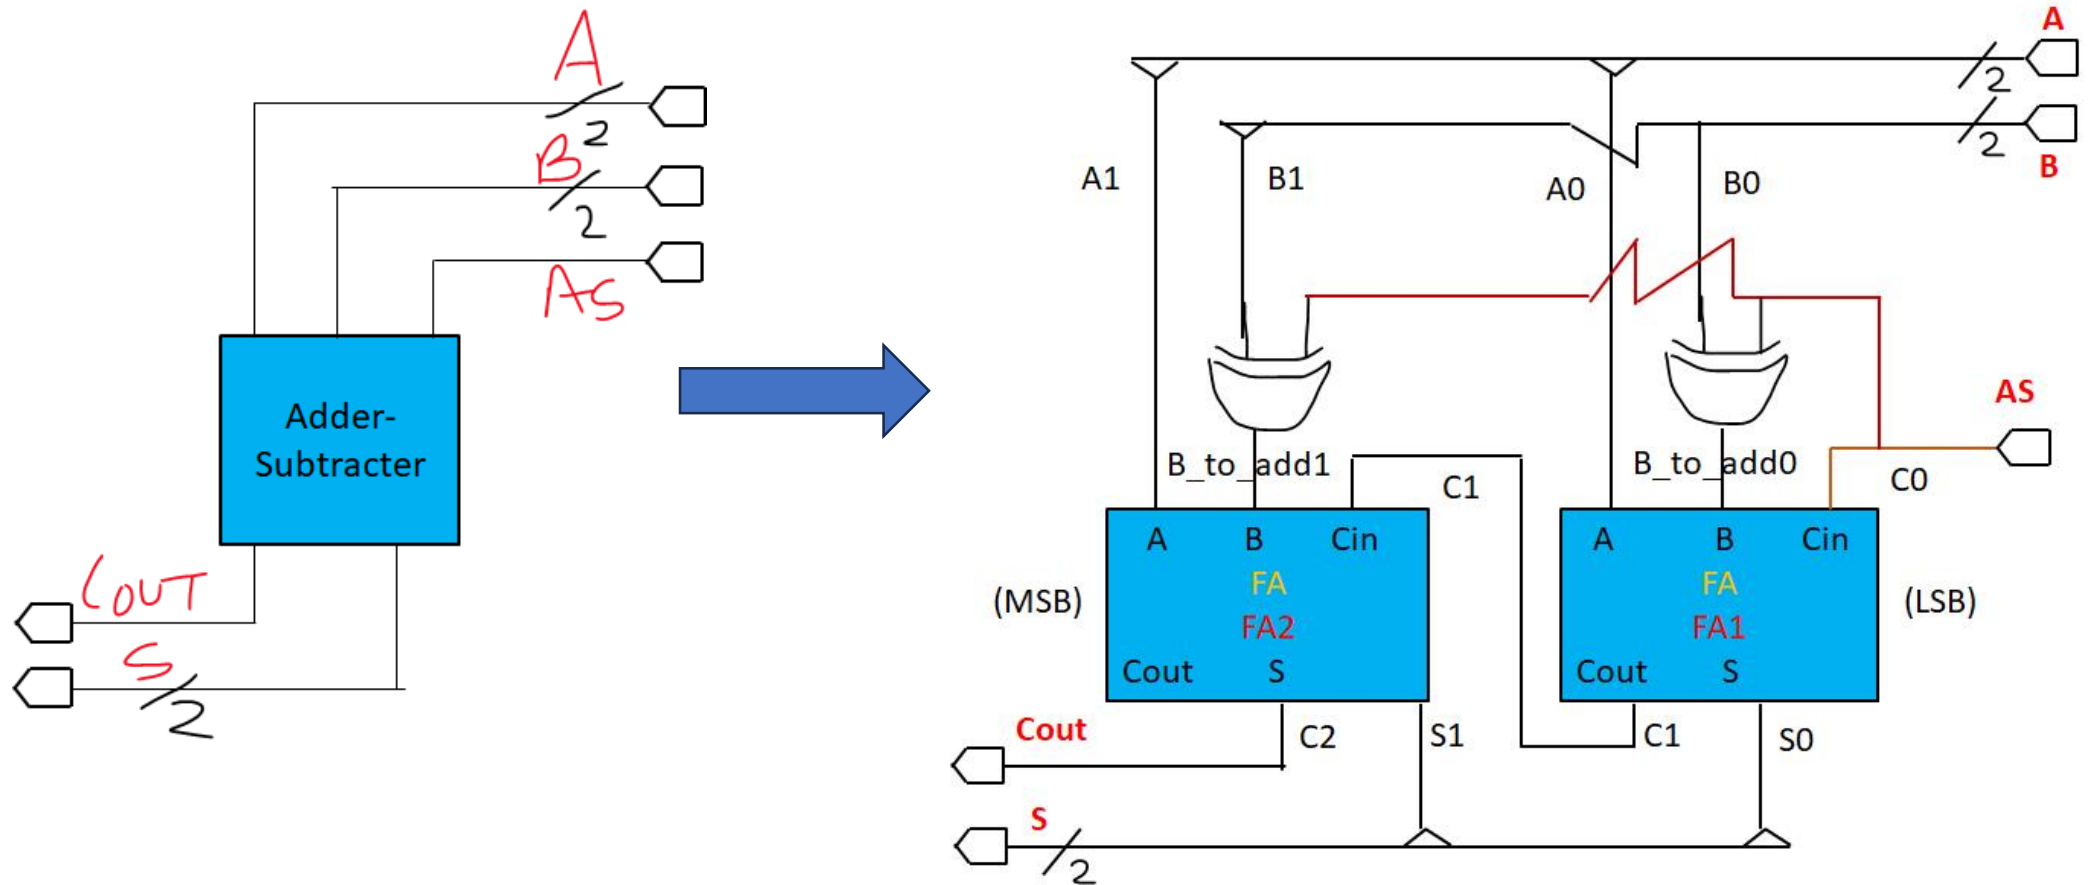 A
2
B
2
AS
Adder-
Subtracter
COUT
S
2
A
2
2
B
A1
B1
A0
B0
AS
B_to_add1
C1
B_to_add0
C0
A B Cin
A B Cin
(MSB)
FA
FA2
FA
FA1
(LSB)
Cout S
Cout S
Cout
C2
S1
C1
S0
S
2